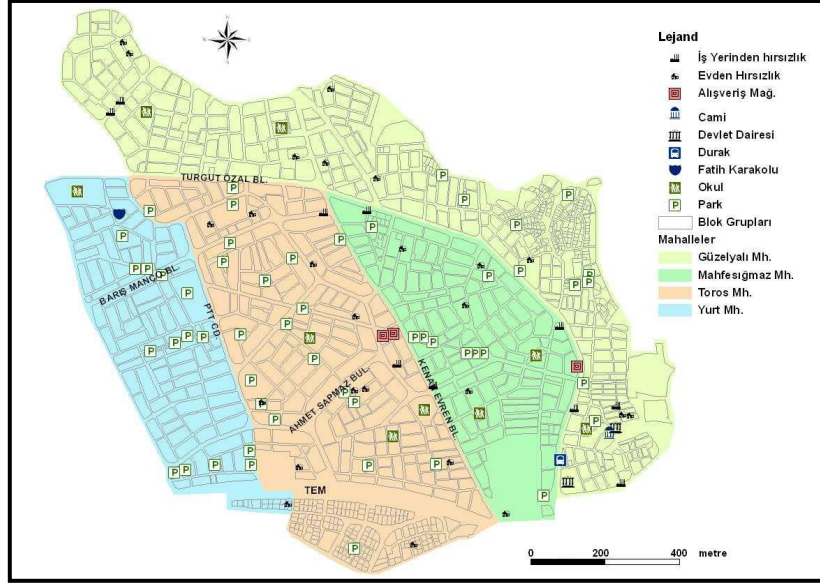 Lejand
İş Yerinden hırsızlık
Evden Hırsızlık
Alışveriş Mağ.
Cami
Devlet Dairesi
Durak
Fatih Karakolu
Okul
P Park
Blok Grupları
Mahalleler
Güzelyalı Mh.
Mahfesığmaz Mh.
Toros Mh.
Yurt Mh.
TURGUT ÖZAL BL.
BARIŞ MANÇO BL.
PTT CD.
KENAN EVREN BL.
AHMET SAPMAZ BUL.
TEM
0 200 400 metre